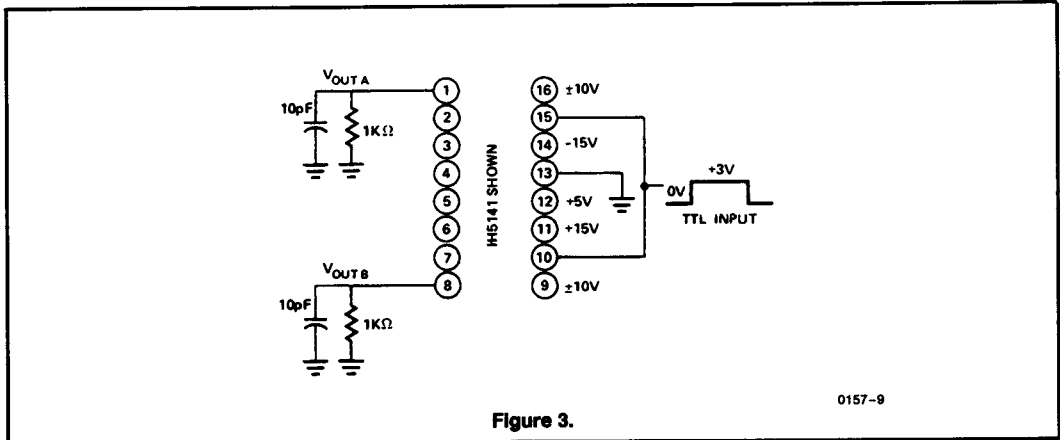 VOUT A
10pF
1KΩ
1
2
3
4
5
6
7
8
IH5141 SHOWN
16 ±10V
15
14 -15V
13
12 +5V
11 +15V
10
9 ±10V
0V
+3V
TTL INPUT
VOUT B
10pF
1KΩ
0157-9
Figure 3.